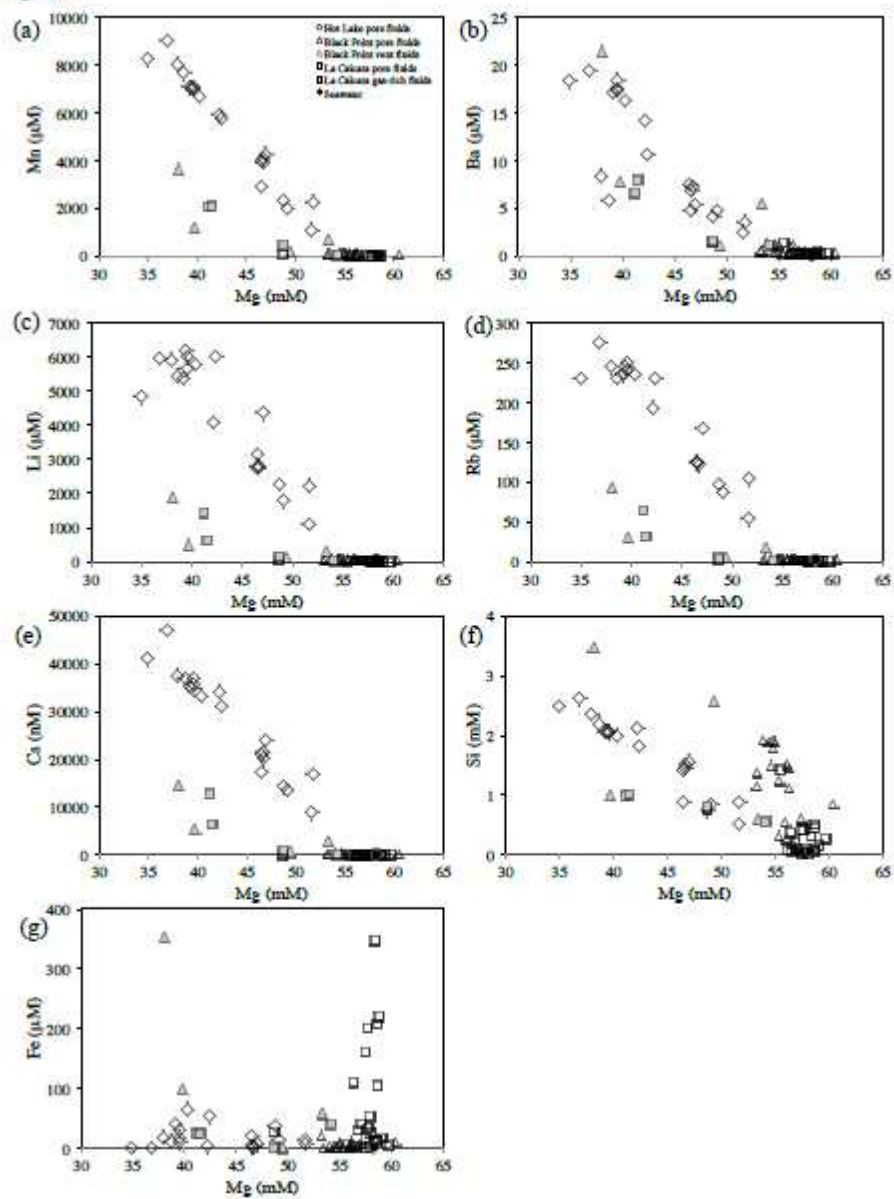 (a)
10000
8000
6000
4000
2000
0
Mn (µM)
30 35 40 45 50 55 60 65
Mg (mM)
Hot Lake pore fluids
Black Point pore fluids
Black Point vent fluids
La Calcara pore fluids
La Calcara gas-rich fluids
Seawater
(b)
25
20
15
10
5
0
Ba (µM)
30 35 40 45 50 55 60 65
Mg (mM)
(c)
7000
6000
5000
4000
3000
2000
1000
0
Li (µM)
30 35 40 45 50 55 60 65
Mg (mM)
(d)
300
250
200
150
100
50
0
Rb (µM)
30 35 40 45 50 55 60 65
Mg (mM)
(e)
50000
40000
30000
20000
10000
0
Cs (nM)
30 35 40 45 50 55 60 65
Mg (mM)
(f)
4
3
2
1
0
Si (mM)
30 35 40 45 50 55 60 65
Mg (mM)
(g)
400
300
200
100
0
Fe (µM)
30 35 40 45 50 55 60 65
Mg (mM)